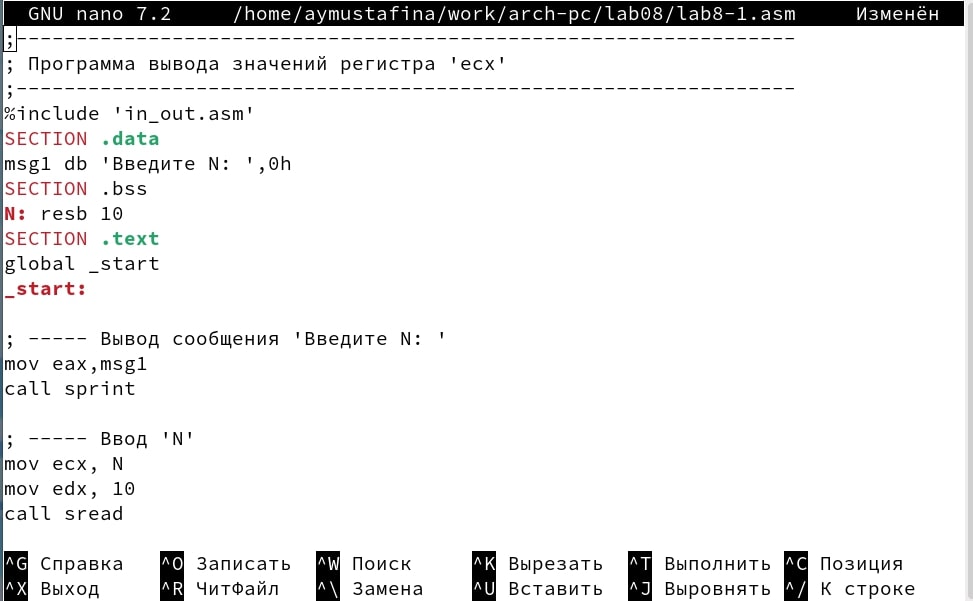 GNU nano 7.2 /home/aymustafina/work/arch-pc/lab08/lab8-1.asm Изменён
;-----------------------------------------------------------------
; Программа вывода значений регистра 'ecx'
;-----------------------------------------------------------------
%include 'in_out.asm'
SECTION .data
msg1 db 'Введите N: ',0h
SECTION .bss
N: resb 10
SECTION .text
global _start
_start:
; ----- Вывод сообщения 'Введите N: '
mov eax,msg1
call sprint
; ----- Ввод 'N'
mov ecx, N
mov edx, 10
call sread
^G Справка ^O Записать ^W Поиск ^K Вырезать ^T Выполнить ^C Позиция
^X Выход ^R ЧитФайл ^\ Замена ^U Вставить ^J Выровнять ^/ К строке